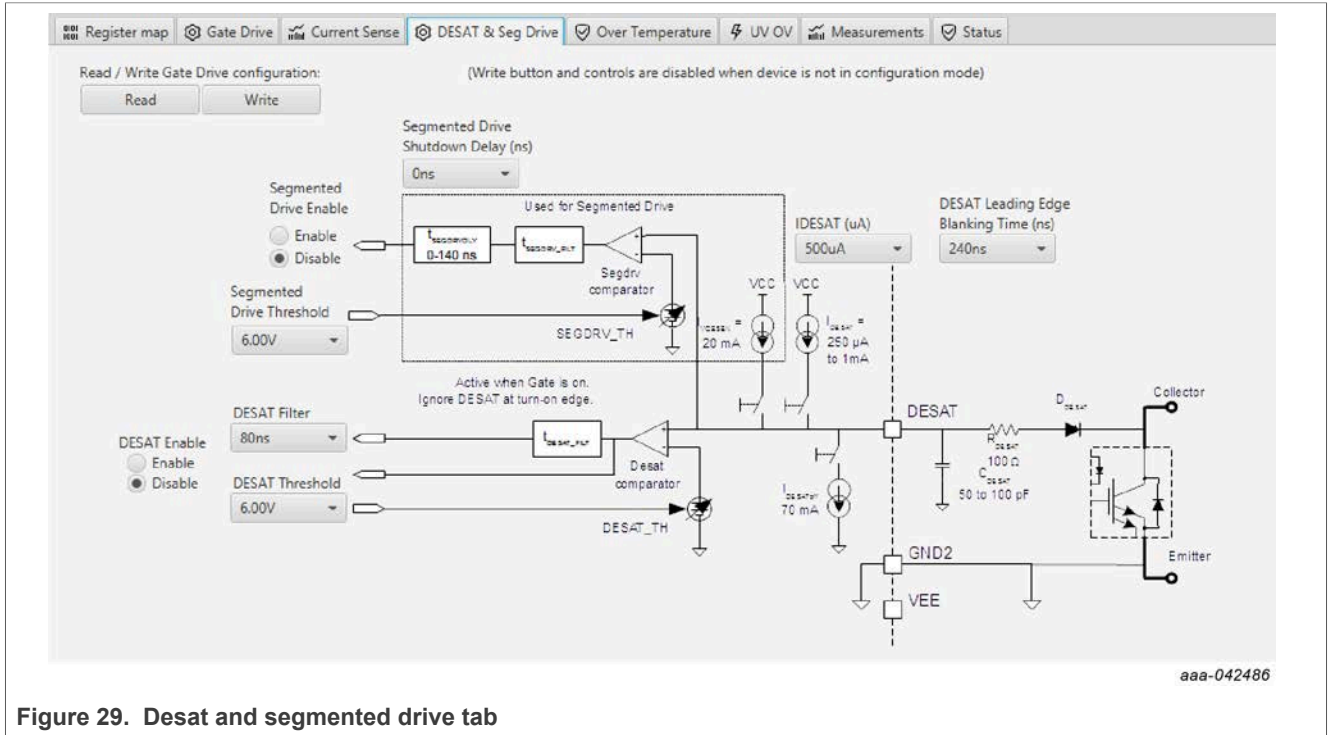 Register map Gate Drive Current Sense DESAT & Seg Drive Over Temperature UV OV Measurements Status
Read / Write Gate Drive configuration:
(Write button and controls are disabled when device is not in configuration mode)
Read Write
Segmented Drive
Shutdown Delay (ns)
0ns
Segmented
Drive Enable
Enable
Disable
Used for Segmented Drive
0-140 ns
Segdrv
comparator
Segmented
Drive Threshold
6.00V
SEGDRV_TH
VCC VCC
=
20 mA
=
250 µA
to 1mA
IDESAT (uA)
500uA
DESAT Leading Edge
Blanking Time (ns)
240ns
Active when Gate is on.
Ignore DESAT at turn-on edge.
DESAT Filter
80ns
DESAT Enable
Enable
Disable
DESAT Threshold
6.00V
Desat
comparator
DESAT_TH
70 mA
DESAT
100 Ω
50 to 100 pF
Collector
Emitter
GND2
VEE
aaa-042486
Figure 29. Desat and segmented drive tab